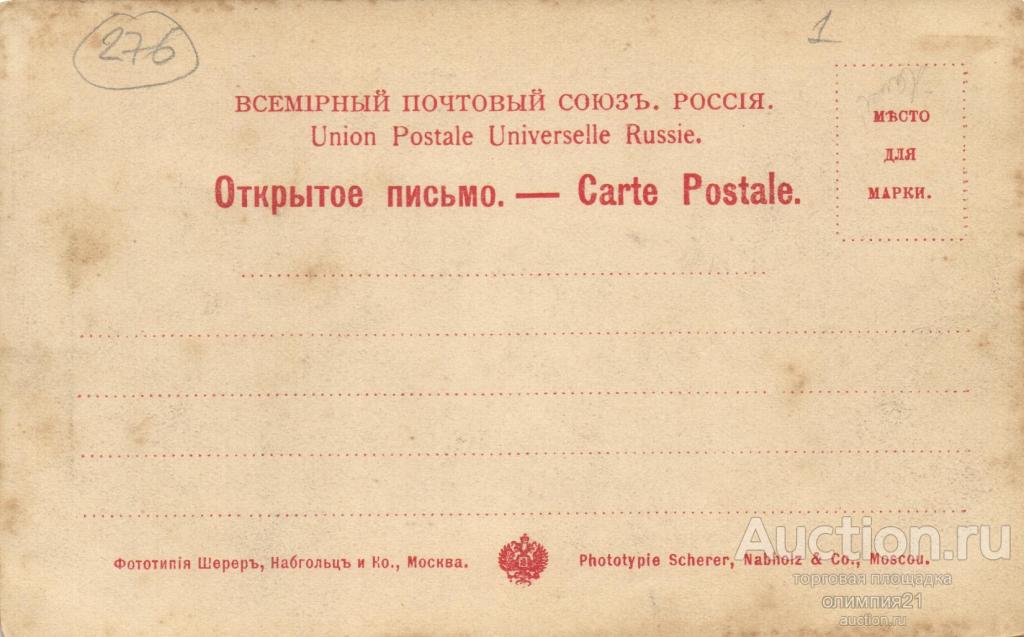 276
1
ВСЕМІРНЫЙ ПОЧТОВЫЙ СОЮЗЪ. РОССІЯ.
Union Postale Universelle Russie.
Открытое письмо. — Carte Postale.
МѢСТО
ДЛЯ
МАРКИ.
Фототипія Шереръ, Набгольцъ и Ко., Москва.
Phototypie Scherer, Nabholz & Co., Moscou.
Auction.ru
торговая площадка
олимпия21
auction.ru